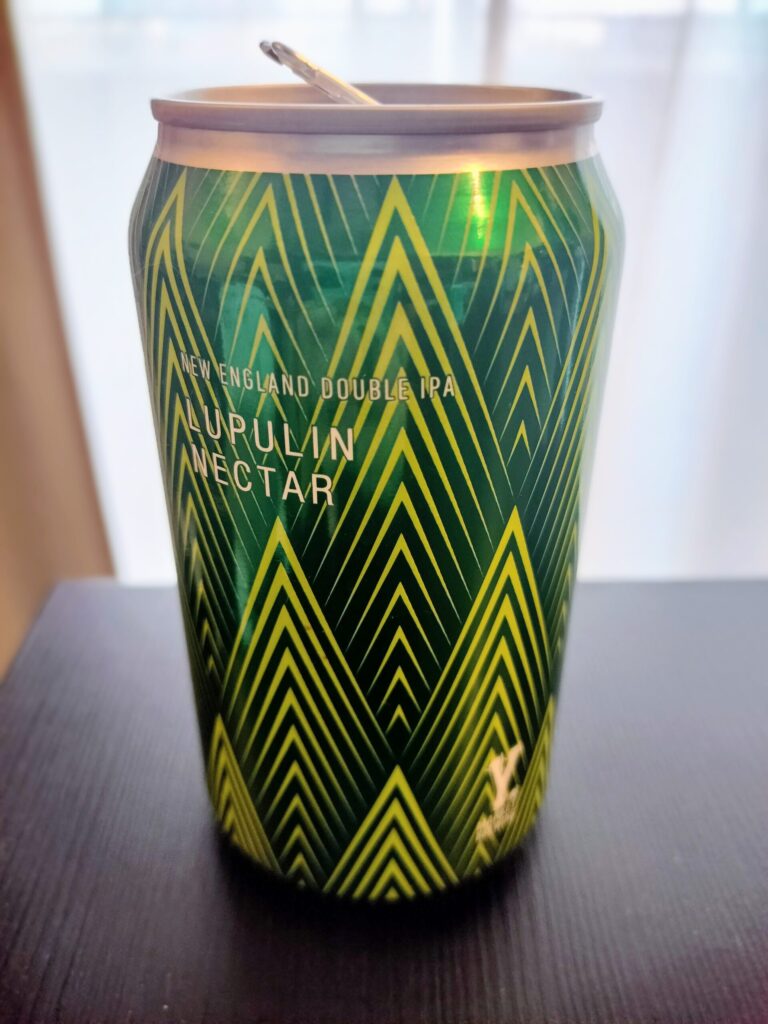 NEW ENGLAND DOUBLE IPA
LUPULIN
NECTAR
Y